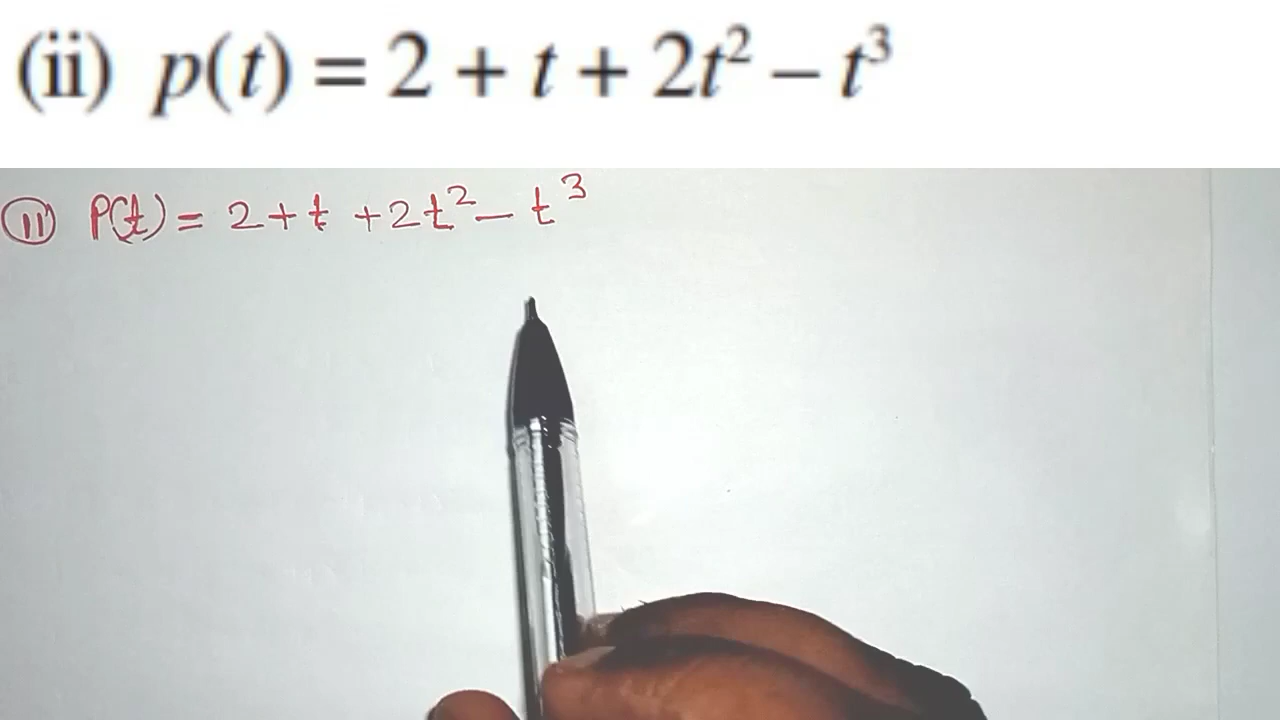 (ii) p(t) = 2 + t + 2t² – t³
(ii) P(t) = 2 + t + 2t² – t³